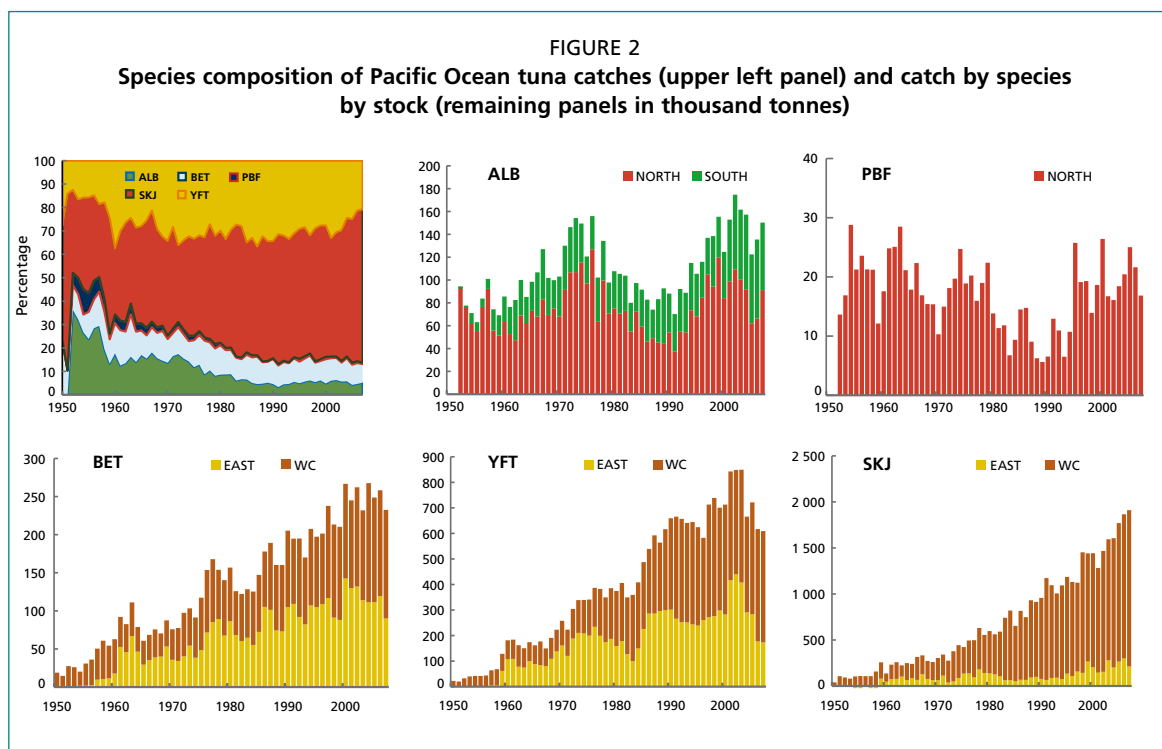 FIGURE 2
Species composition of Pacific Ocean tuna catches (upper left panel) and catch by species
by stock (remaining panels in thousand tonnes)
Percentage
100
90
80
70
60
50
40
30
20
10
0
ALB BET PBF
SKJ YFT
1950 1960 1970 1980 1990 2000
ALB
NORTH SOUTH
200
180
160
140
120
100
80
60
40
20
0
1950 1960 1970 1980 1990 2000
PBF
NORTH
40
30
20
10
0
1950 1960 1970 1980 1990 2000
BET
EAST WC
300
250
200
150
100
50
0
1950 1960 1970 1980 1990 2000
YFT
EAST WC
900
800
700
600
500
400
300
200
100
0
1950 1960 1970 1980 1990 2000
SKJ
EAST WC
2 500
2 000
1 500
1 000
500
0
1950 1960 1970 1980 1990 2000